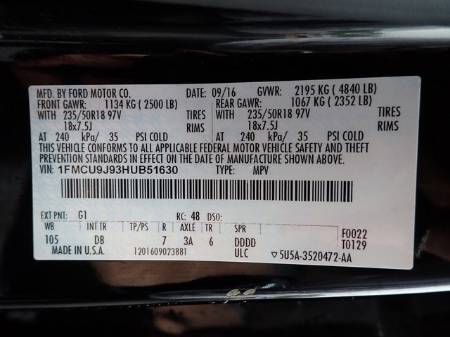 MFD. BY FORD MOTOR CO. 09/16 GVWR: 2195 KG ( 4840 LB)
FRONT GAWR: 1134 KG ( 2500 LB) REAR GAWR: 1067 KG ( 2352 LB)
WITH 235/50R18 97V TIRES WITH 235/50R18 97V TIRES
18x7.5J RIMS 18x7.5J RIMS
AT 240 kPa/ 35 PSI COLD AT 240 kPa/ 35 PSI COLD
THIS VEHICLE CONFORMS TO ALL APPLICABLE FEDERAL MOTOR VEHICLE SAFETY AND THEFT PREVENTION STANDARDS IN EFFECT ON THE DATE OF MANUFACTURE SHOWN ABOVE.
VIN: 1FMCU9J93HUB51630 TYPE: MPV
EXT PNT: G1 RC: 48 DSO:
WB TP/PS R AXLE TR SPR F0022
105 DB 7 3A 6 DDDD T0129
MADE IN U.S.A. 1201609023881 ULC 5U5A-3520472-AA